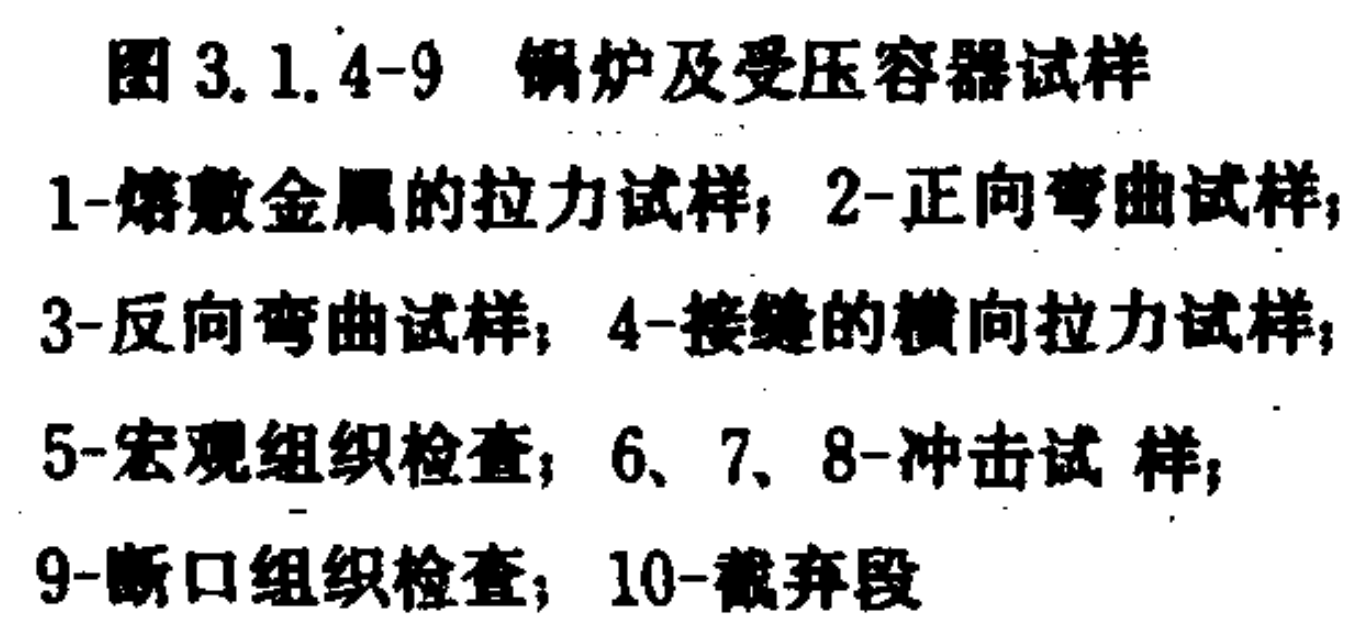 图 3.1.4-9 锅炉及受压容器试样
1-熔敷金属的拉力试样；2-正向弯曲试样；
3-反向弯曲试样；4-接缝的横向拉力试样；
5-宏观组织检查；6、7、8-冲击试 样；
9-断口组织检查；10-截弃段